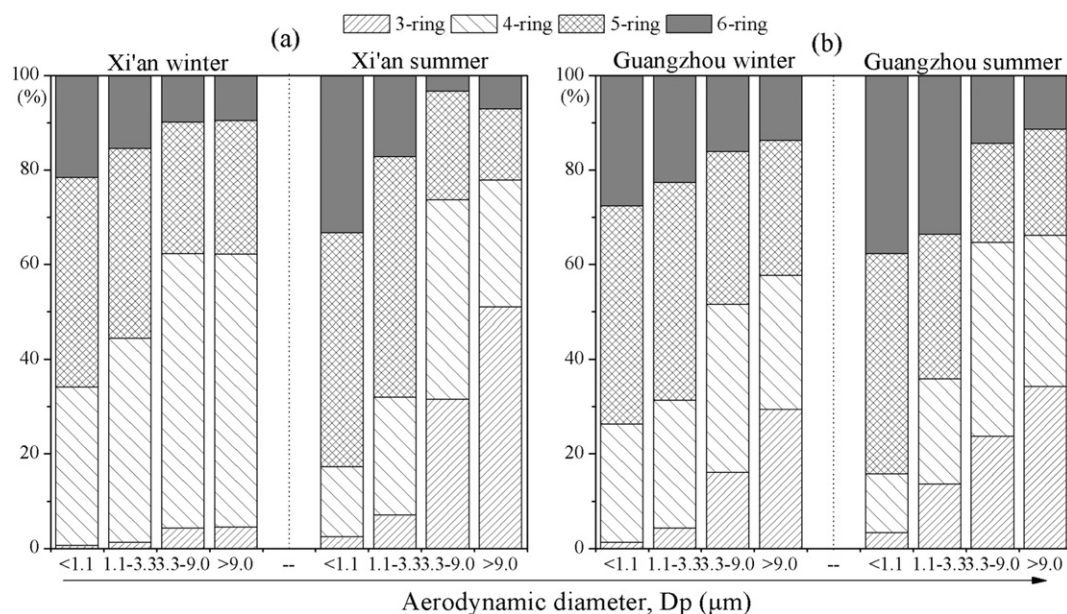 3-ring 4-ring 5-ring 6-ring
(a) (b)
Xi'an winter Xi'an summer Guangzhou winter Guangzhou summer
100 100
(%) (%)
80 80
60 60
40 40
20 20
0 0
<1.1 1.1-3.3 3.3-9.0 >9.0 -- <1.1 1.1-3.3 3.3-9.0 >9.0 <1.1 1.1-3.3 3.3-9.0 >9.0 -- <1.1 1.1-3.3 3.3-9.0 >9.0
Aerodynamic diameter, Dp (μm)